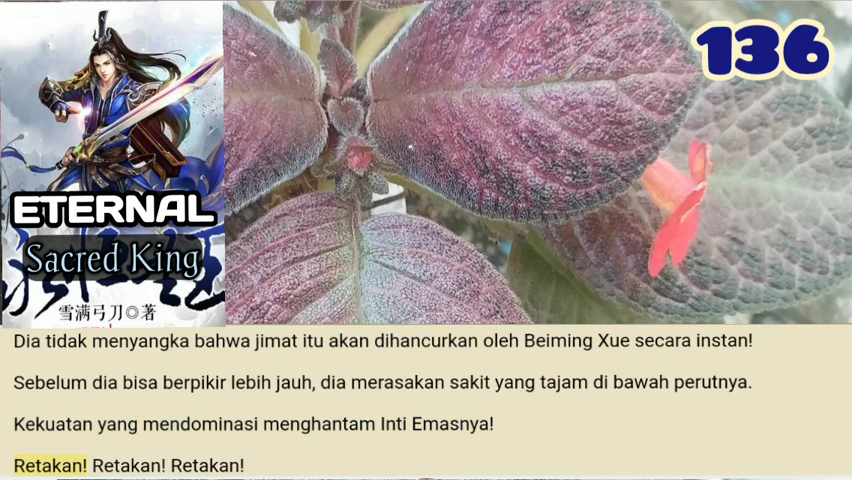 136
ETERNAL
Sacred King
雪满弓刀◎著
Dia tidak menyangka bahwa jimat itu akan dihancurkan oleh Beiming Xue secara instan!
Sebelum dia bisa berpikir lebih jauh, dia merasakan sakit yang tajam di bawah perutnya.
Kekuatan yang mendominasi menghantam Inti Emasnya!
Retakan! Retakan! Retakan!